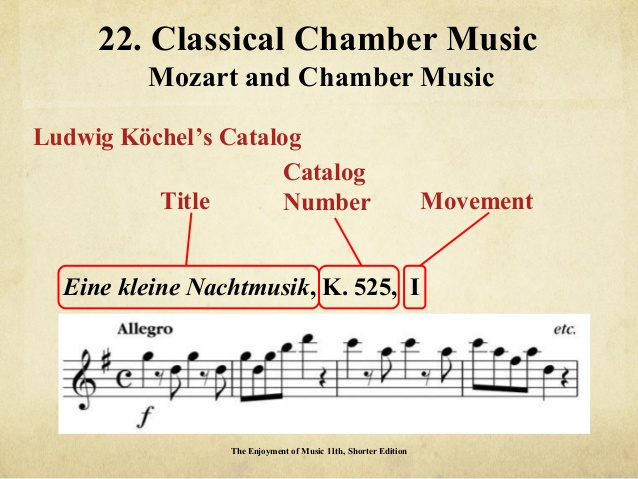 22. Classical Chamber Music
Mozart and Chamber Music
Ludwig Köchel’s Catalog
Title
Catalog
Number
Movement
Eine kleine Nachtmusik, K. 525, I
Allegro
etc.
f
The Enjoyment of Music 11th, Shorter Edition